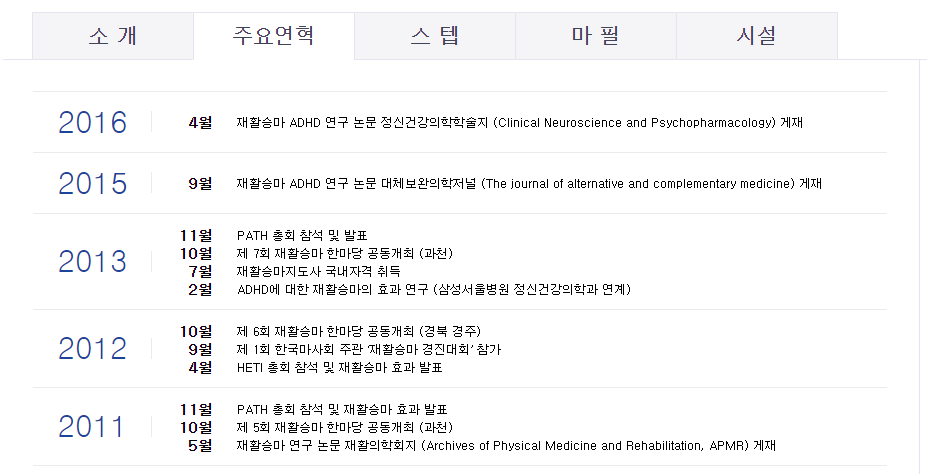 소 개 주요연혁 스 텝 마 필 시설
2016 4월 재활승마 ADHD 연구 논문 정신건강의학학술지 (Clinical Neuroscience and Psychopharmacology) 게재
2015 9월 재활승마 ADHD 연구 논문 대체보완의학저널 (The journal of alternative and complementary medicine) 게재
2013
11월 PATH 총회 참석 및 발표
10월 제 7회 재활승마 한마당 공동개최 (과천)
7월 재활승마지도사 국내자격 취득
2월 ADHD에 대한 재활승마의 효과 연구 (삼성서울병원 정신건강의학과 연계)
2012
10월 제 6회 재활승마 한마당 공동개최 (경북 경주)
9월 제 1회 한국마사회 주관 '재활승마 경진대회' 참가
4월 HETI 총회 참석 및 재활승마 효과 발표
2011
11월 PATH 총회 참석 및 재활승마 효과 발표
10월 제 5회 재활승마 한마당 공동개최 (과천)
5월 재활승마 연구 논문 재활의학회지 (Archives of Physical Medicine and Rehabilitation, APMR) 게재